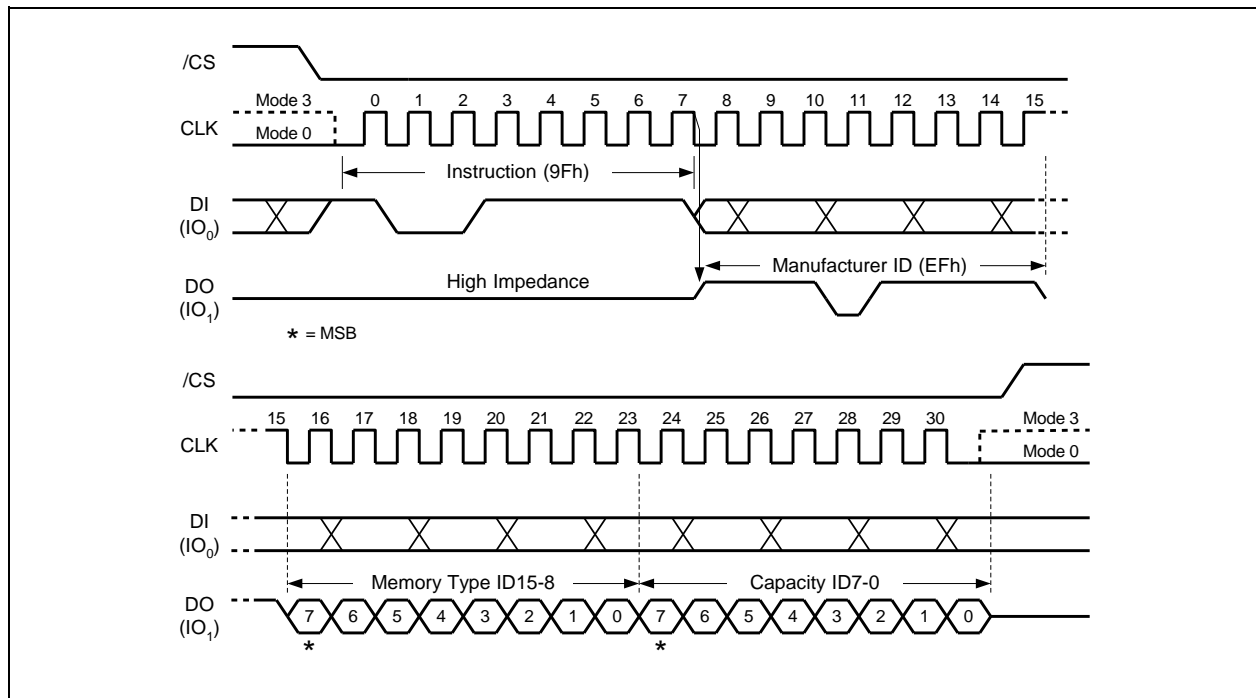 /CS
Mode 3 0 1 2 3 4 5 6 7 8 9 10 11 12 13 14 15
CLK
Mode 0
Instruction (9Fh)
DI
(IO0)
Manufacturer ID (EFh)
High Impedance
DO
(IO1)
* = MSB
/CS
15 16 17 18 19 20 21 22 23 24 25 26 27 28 29 30 Mode 3
CLK
Mode 0
DI
(IO0)
Memory Type ID15-8 Capacity ID7-0
DO
(IO1)
7 6 5 4 3 2 1 0 7 6 5 4 3 2 1 0
* *